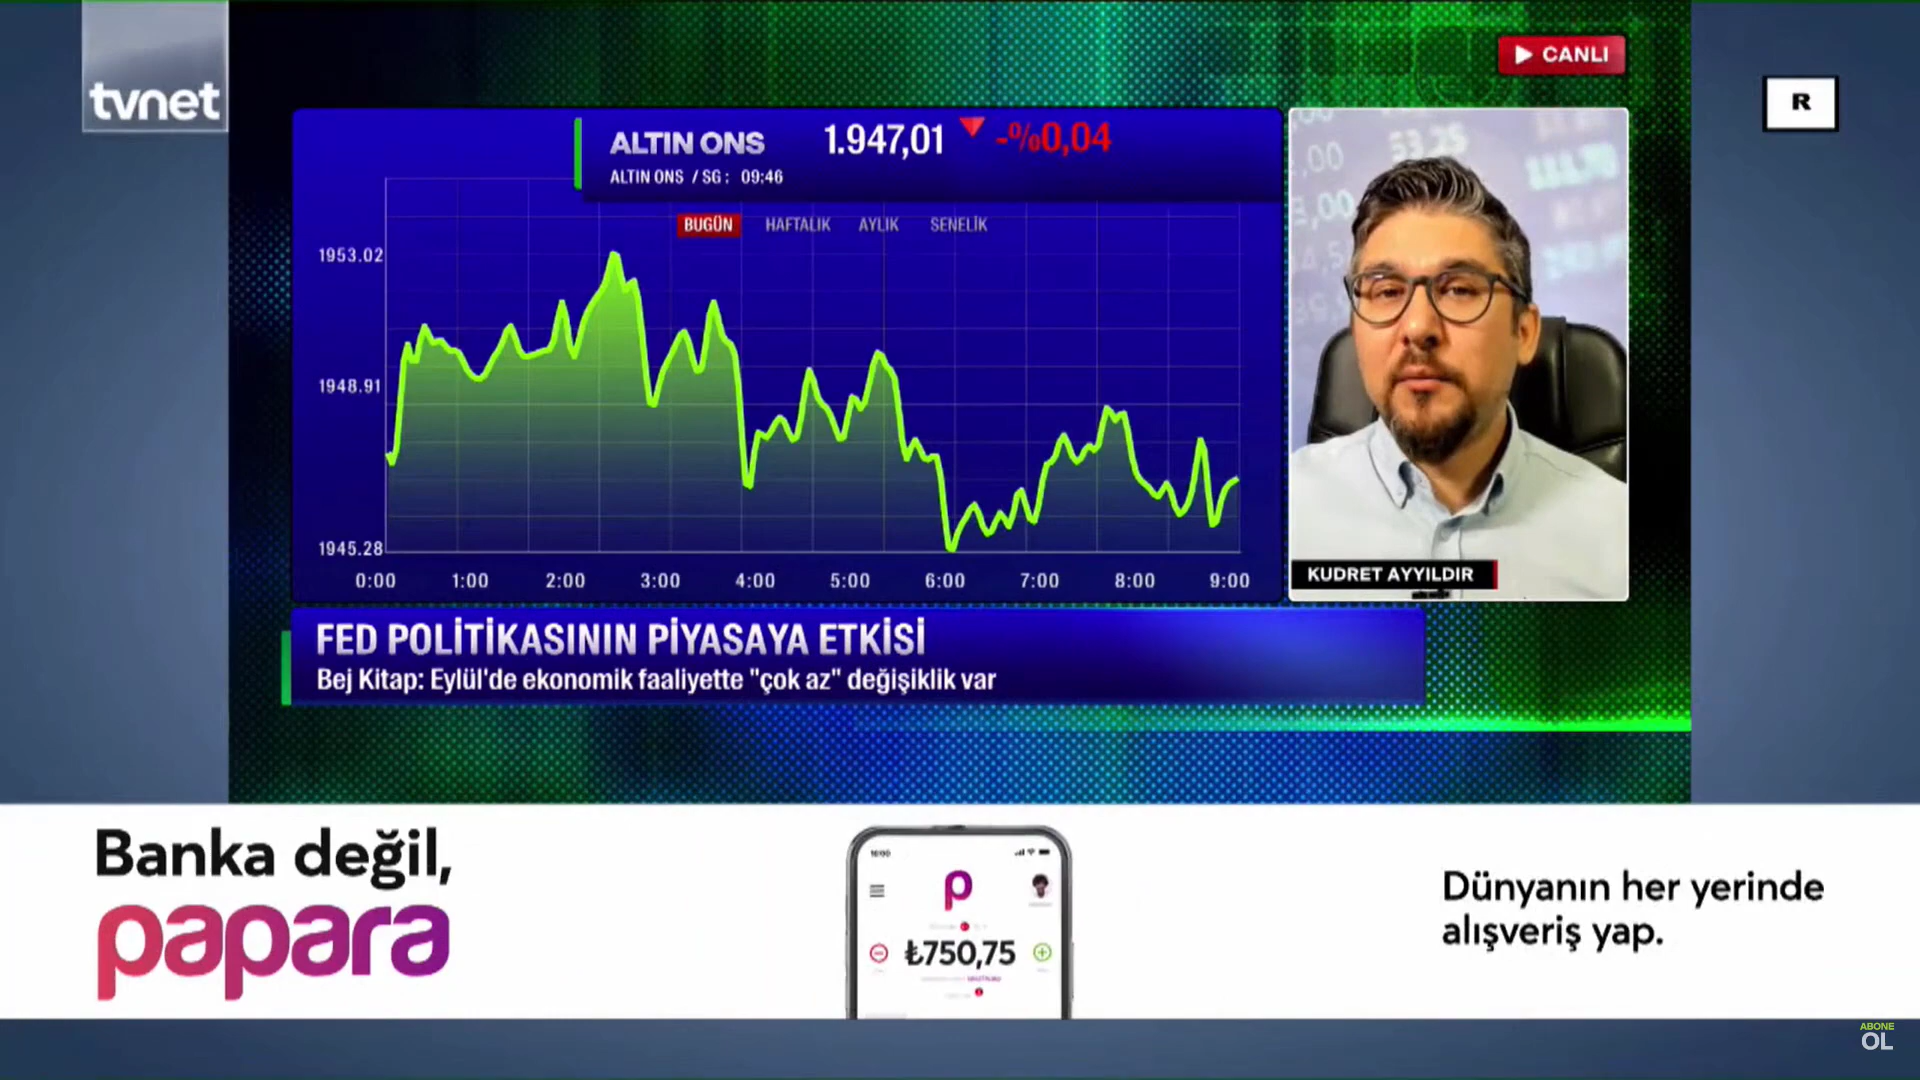 tvnet
CANLI
R
ALTIN ONS 1.947,01 -%0,04
ALTIN ONS / SG : 09:46
BUGÜN HAFTALIK AYLIK SENELİK
1953.02
1948.91
1945.28
0:00 1:00 2:00 3:00 4:00 5:00 6:00 7:00 8:00 9:00
53.25
KUDRET AYYILDIR
FED POLİTİKASININ PİYASAYA ETKİSİ
Bej Kitap: Eylül'de ekonomik faaliyette "çok az" değişiklik var
Banka değil,
papara
p
₺750,75
Dünyanın her yerinde
alışveriş yap.
ABONE
OL